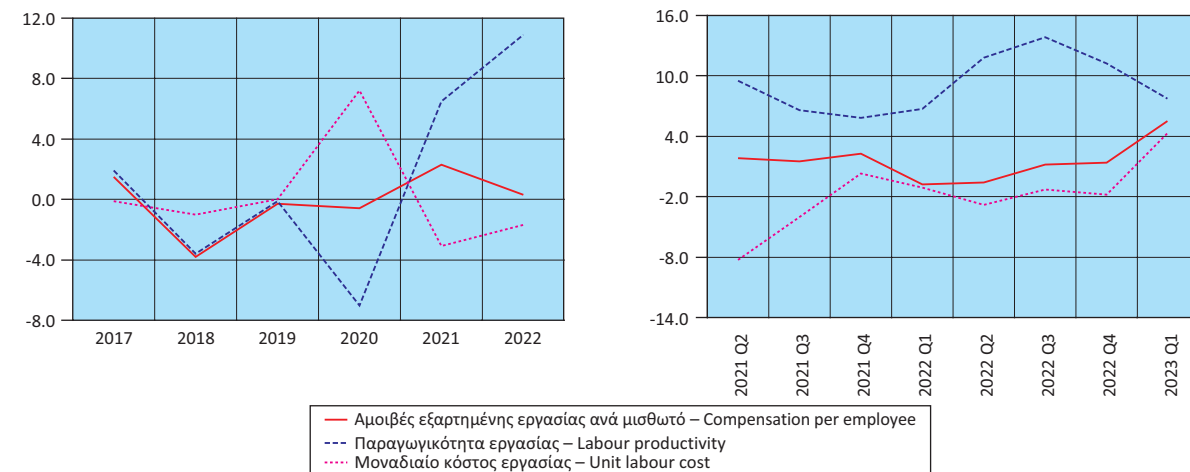 12.0
8.0
4.0
0.0
-4.0
-8.0
2017 2018 2019 2020 2021 2022
16.0
10.0
4.0
-2.0
-8.0
-14.0
2021 Q2
2021 Q3
2021 Q4
2022 Q1
2022 Q2
2022 Q3
2022 Q4
2023 Q1
Αμοιβές εξαρτημένης εργασίας ανά μισθωτό – Compensation per employee
Παραγωγικότητα εργασίας – Labour productivity
Μοναδιαίο κόστος εργασίας – Unit labour cost